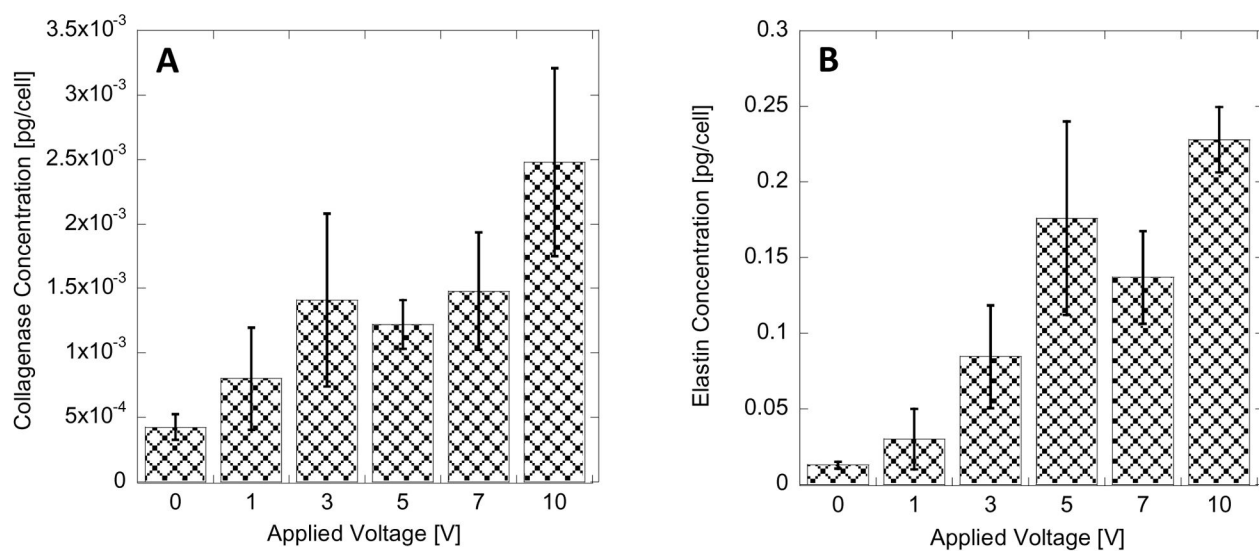 A
Collagenase Concentration [pg/cell]
3.5x10⁻³
3x10⁻³
2.5x10⁻³
2x10⁻³
1.5x10⁻³
1x10⁻³
5x10⁻⁴
0
0 1 3 5 7 10
Applied Voltage [V]
B
Elastin Concentration [pg/cell]
0.3
0.25
0.2
0.15
0.1
0.05
0
0 1 3 5 7 10
Applied Voltage [V]